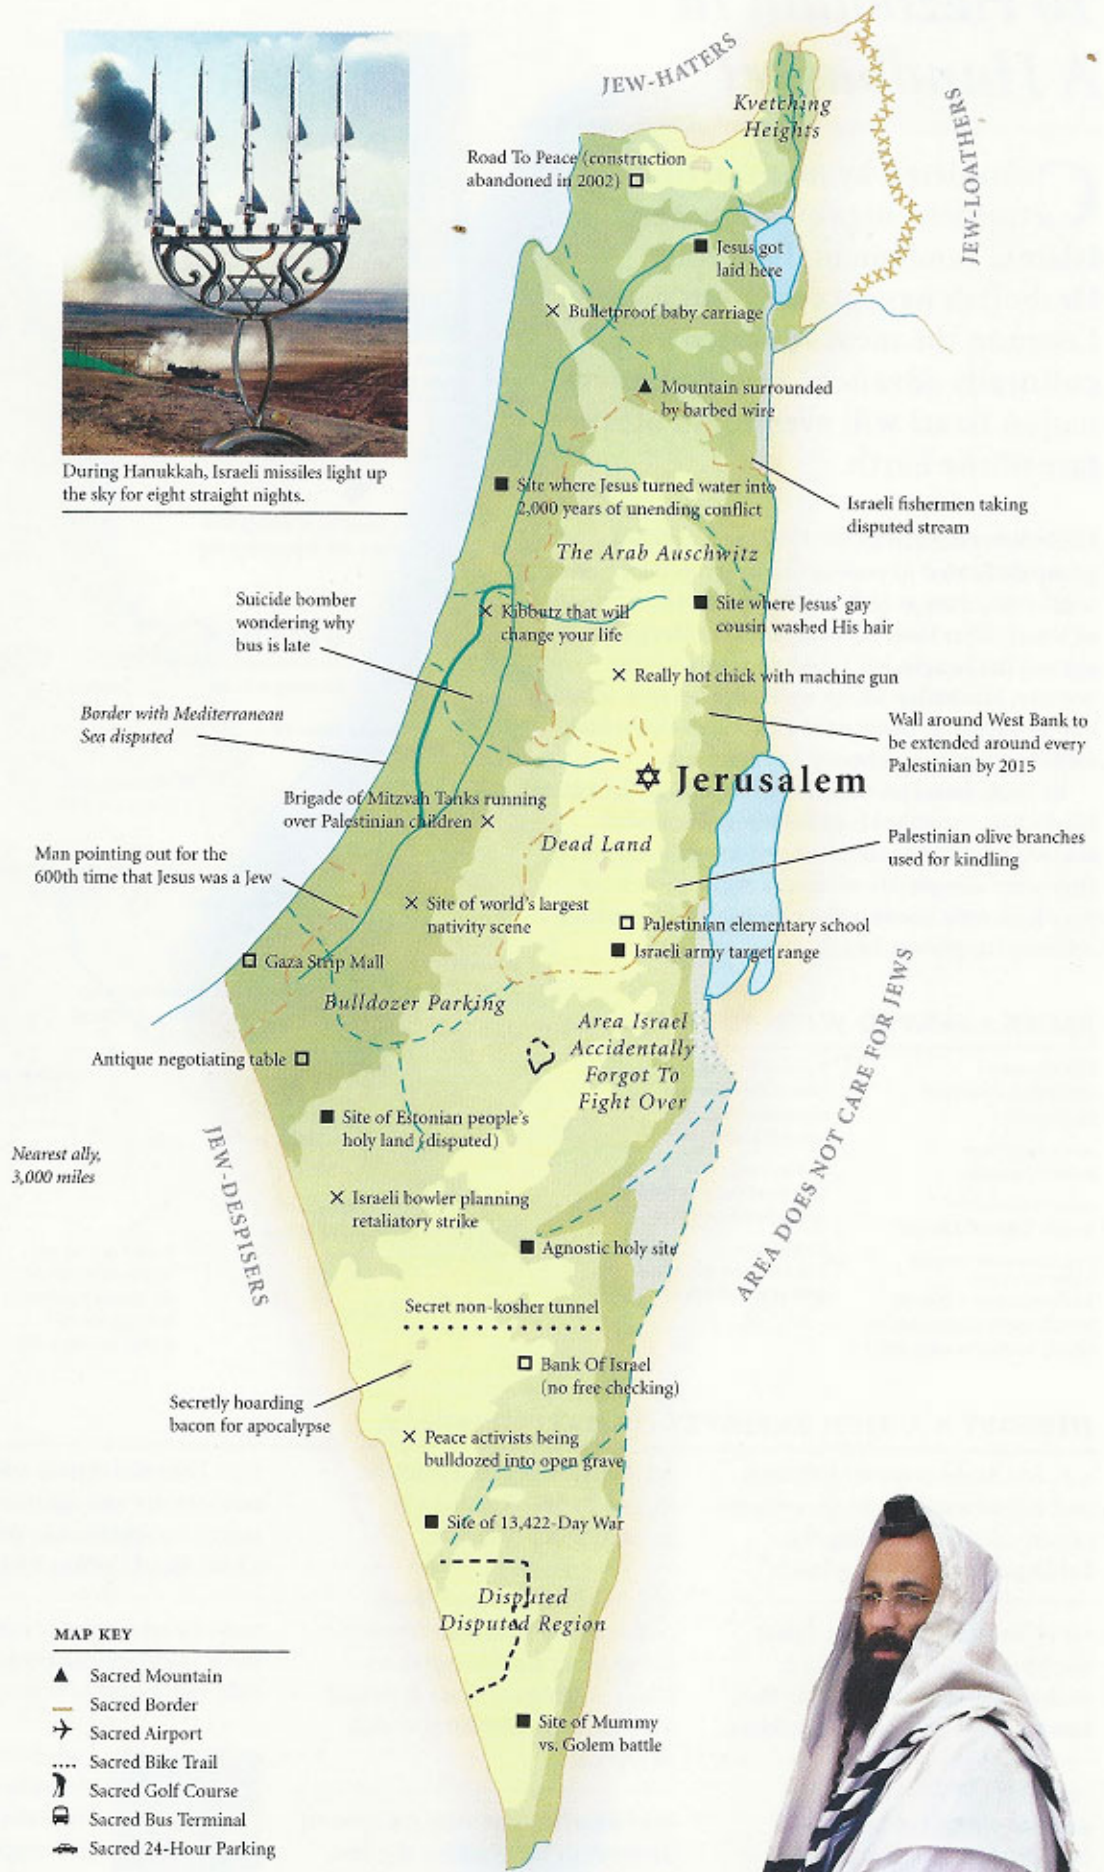 JEW-HATERS
Kvetching
Heights
JEW-LOATHERS
Road To Peace (construction
abandoned in 2002)
Jesus got
laid here
Bulletproof baby carriage
Mountain surrounded
by barbed wire
During Hanukkah, Israeli missiles light up
the sky for eight straight nights.
Site where Jesus turned water into
2,000 years of unending conflict
Israeli fishermen taking
disputed stream
The Arab Auschwitz
Suicide bomber
wondering why
bus is late
Kibbutz that will
change your life
Site where Jesus' gay
cousin washed His hair
Really hot chick with machine gun
Border with Mediterranean
Sea disputed
Wall around West Bank to
be extended around every
Palestinian by 2015
Jerusalem
Brigade of Mitzvah Tanks running
over Palestinian children
Dead Land
Palestinian olive branches
used for kindling
Man pointing out for the
600th time that Jesus was a Jew
Site of world's largest
nativity scene
Palestinian elementary school
Israeli army target range
Gaza Strip Mall
Bulldozer Parking
Area Israel
Accidentally
Forgot To
Fight Over
Antique negotiating table
AREA DOES NOT CARE FOR JEWS
Site of Estonian people's
holy land (disputed)
Nearest ally,
3,000 miles
JEW-DESPISERS
Israeli bowler planning
retaliatory strike
Agnostic holy site
Secret non-kosher tunnel
Bank Of Israel
(no free checking)
Secretly hoarding
bacon for apocalypse
Peace activists being
bulldozed into open grave
Site of 13,422-Day War
Disputed
Disputed Region
Site of Mummy
vs. Golem battle
MAP KEY
Sacred Mountain
Sacred Border
Sacred Airport
Sacred Bike Trail
Sacred Golf Course
Sacred Bus Terminal
Sacred 24-Hour Parking